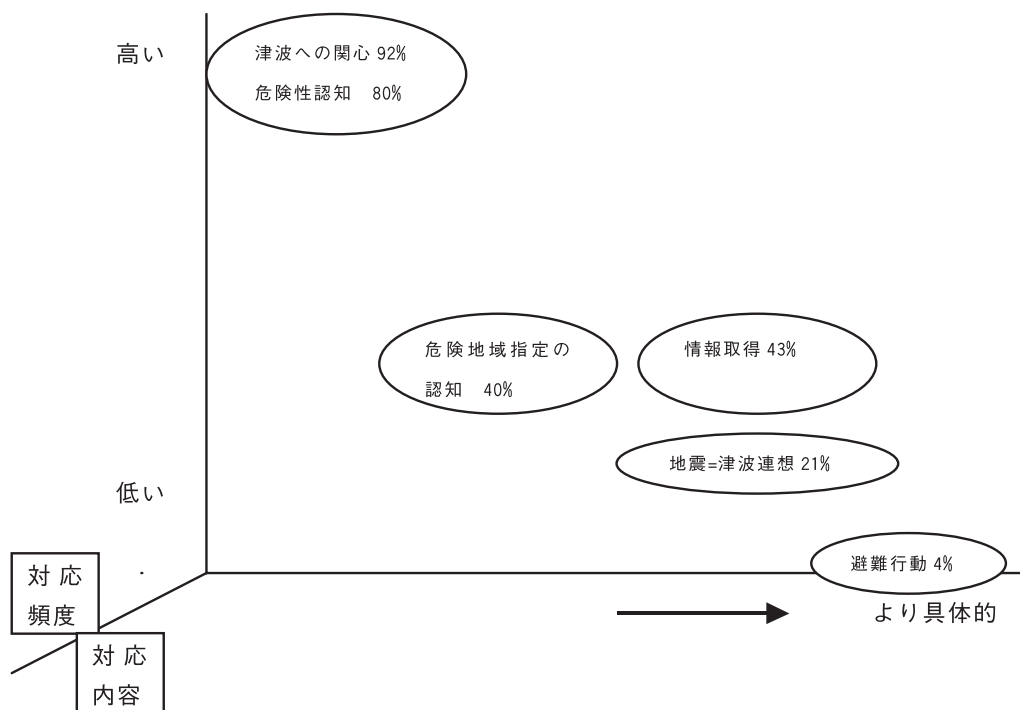 高い
津波への関心 92%
危険性認知 80%
危険地域指定の
認知 40%
情報取得 43%
地震=津波連想 21%
低い
避難行動 4%
対応
頻度
より具体的
対応
内容